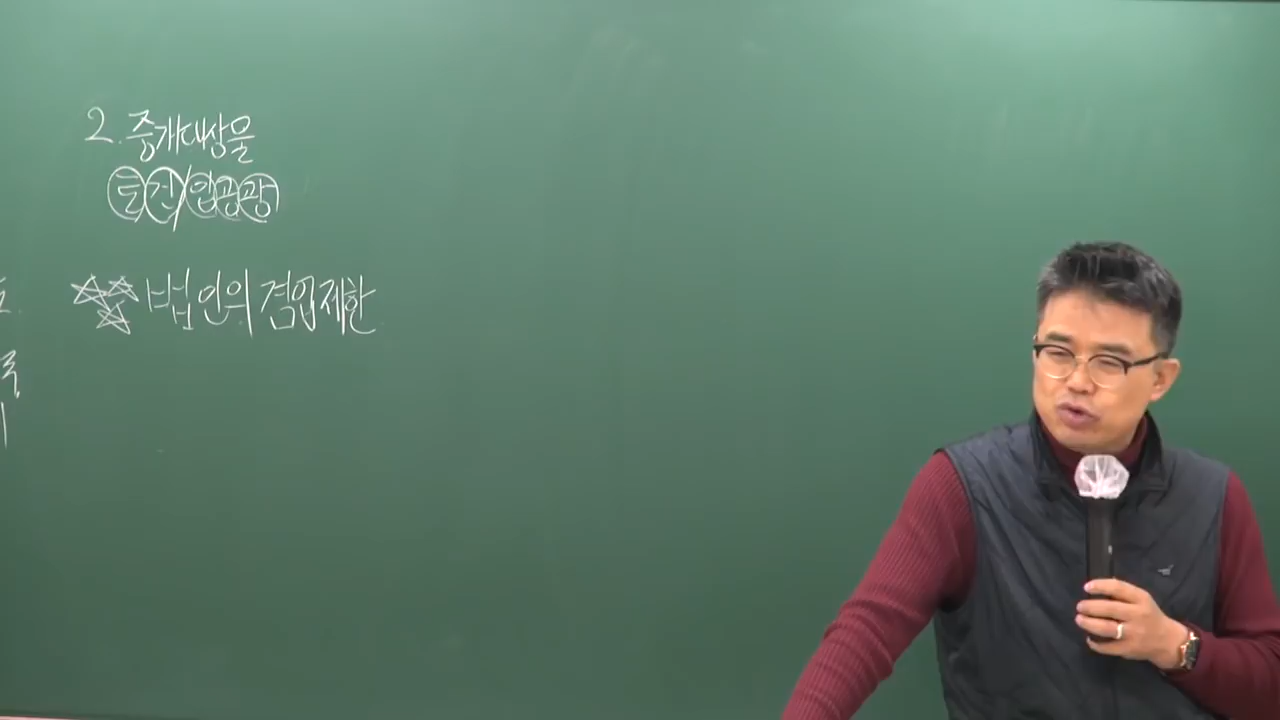 2. 중개대상물
토 건 / 입 공 광
법인의 겸업제한